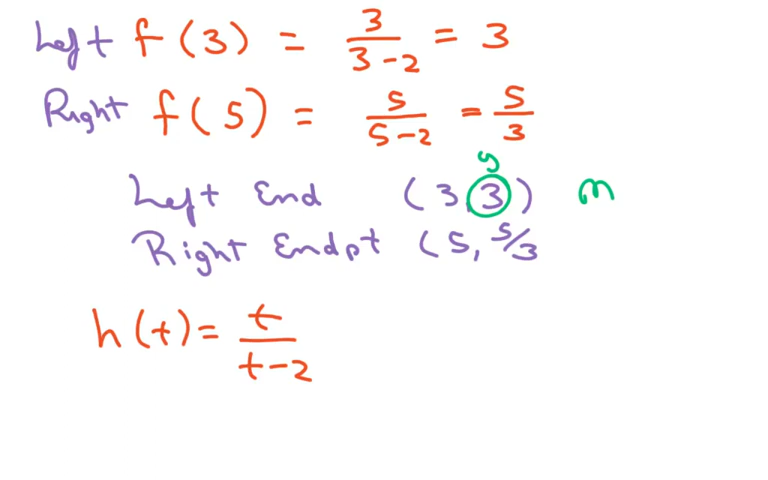 Left f(3) = 3/(3-2) = 3
Right f(5) = 5/(5-2) = 5/3
y
Left End (3, 3) m
Right Endpt (5, 5/3
h(t) = t/(t-2)